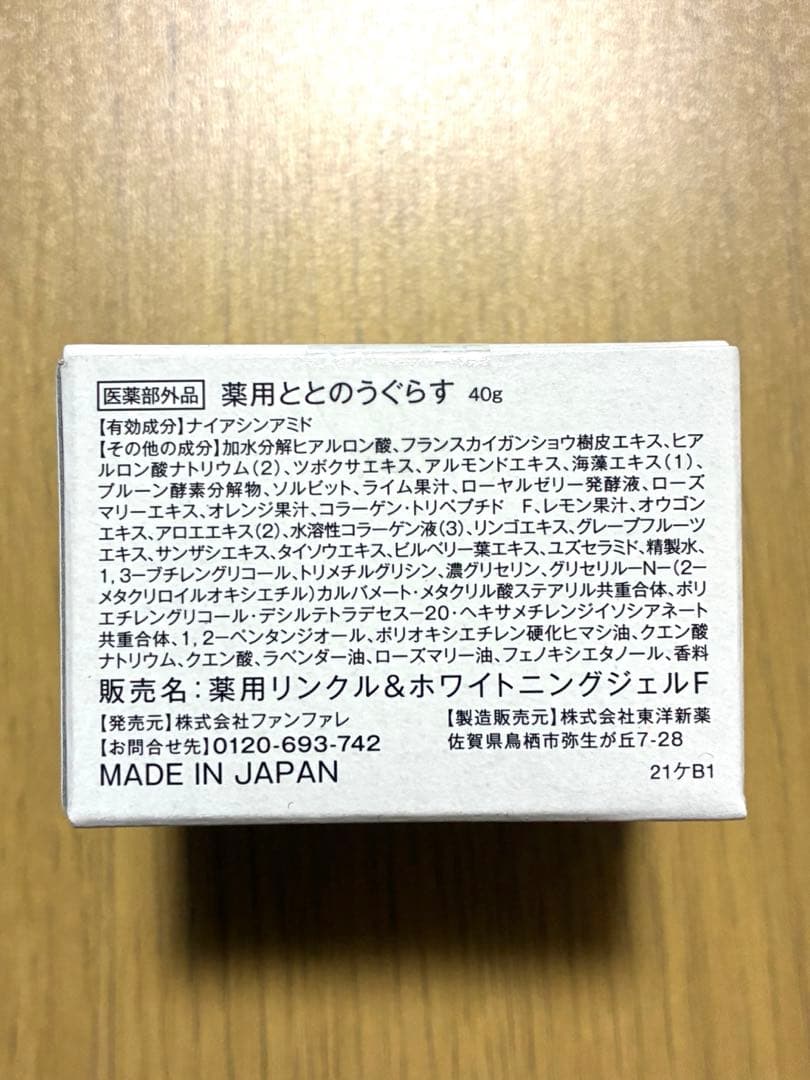 医薬部外品 薬用ととのうぐらす 40g
【有効成分】ナイアシンアミド
【その他の成分】加水分解ヒアルロン酸、フランスカイガンショウ樹皮エキス、ヒア
ルロン酸ナトリウム(2)、ツボクサエキス、アルモンドエキス、海藻エキス(1)、
プルーン酵素分解物、ソルビット、ライム果汁、ローヤルゼリー発酵液、ローズ
マリーエキス、オレンジ果汁、コラーゲン・トリペプチド F、レモン果汁、オウゴン
エキス、アロエエキス(2)、水溶性コラーゲン液(3)、リンゴエキス、グレープフルーツ
エキス、サンザシエキス、タイソウエキス、ビルベリー葉エキス、ユズセラミド、精製水、
1,3-ブチレングリコール、トリメチルグリシン、濃グリセリン、グリセリル-N-(2-
メタクリロイルオキシエチル)カルバメート・メタクリル酸ステアリル共重合体、ポリ
エチレングリコール・デシルテトラデセス-20・ヘキサメチレンジイソシアネート
共重合体、1,2-ペンタンジオール、ポリオキシエチレン硬化ヒマシ油、クエン酸
ナトリウム、クエン酸、ラベンダー油、ローズマリー油、フェノキシエタノール、香料
販売名:薬用リンクル&ホワイトニングジェルF
【発売元】株式会社ファンファレ 【製造販売元】株式会社東洋新薬
【お問合せ先】0120-693-742 佐賀県鳥栖市弥生が丘7-28
MADE IN JAPAN 21ケB1